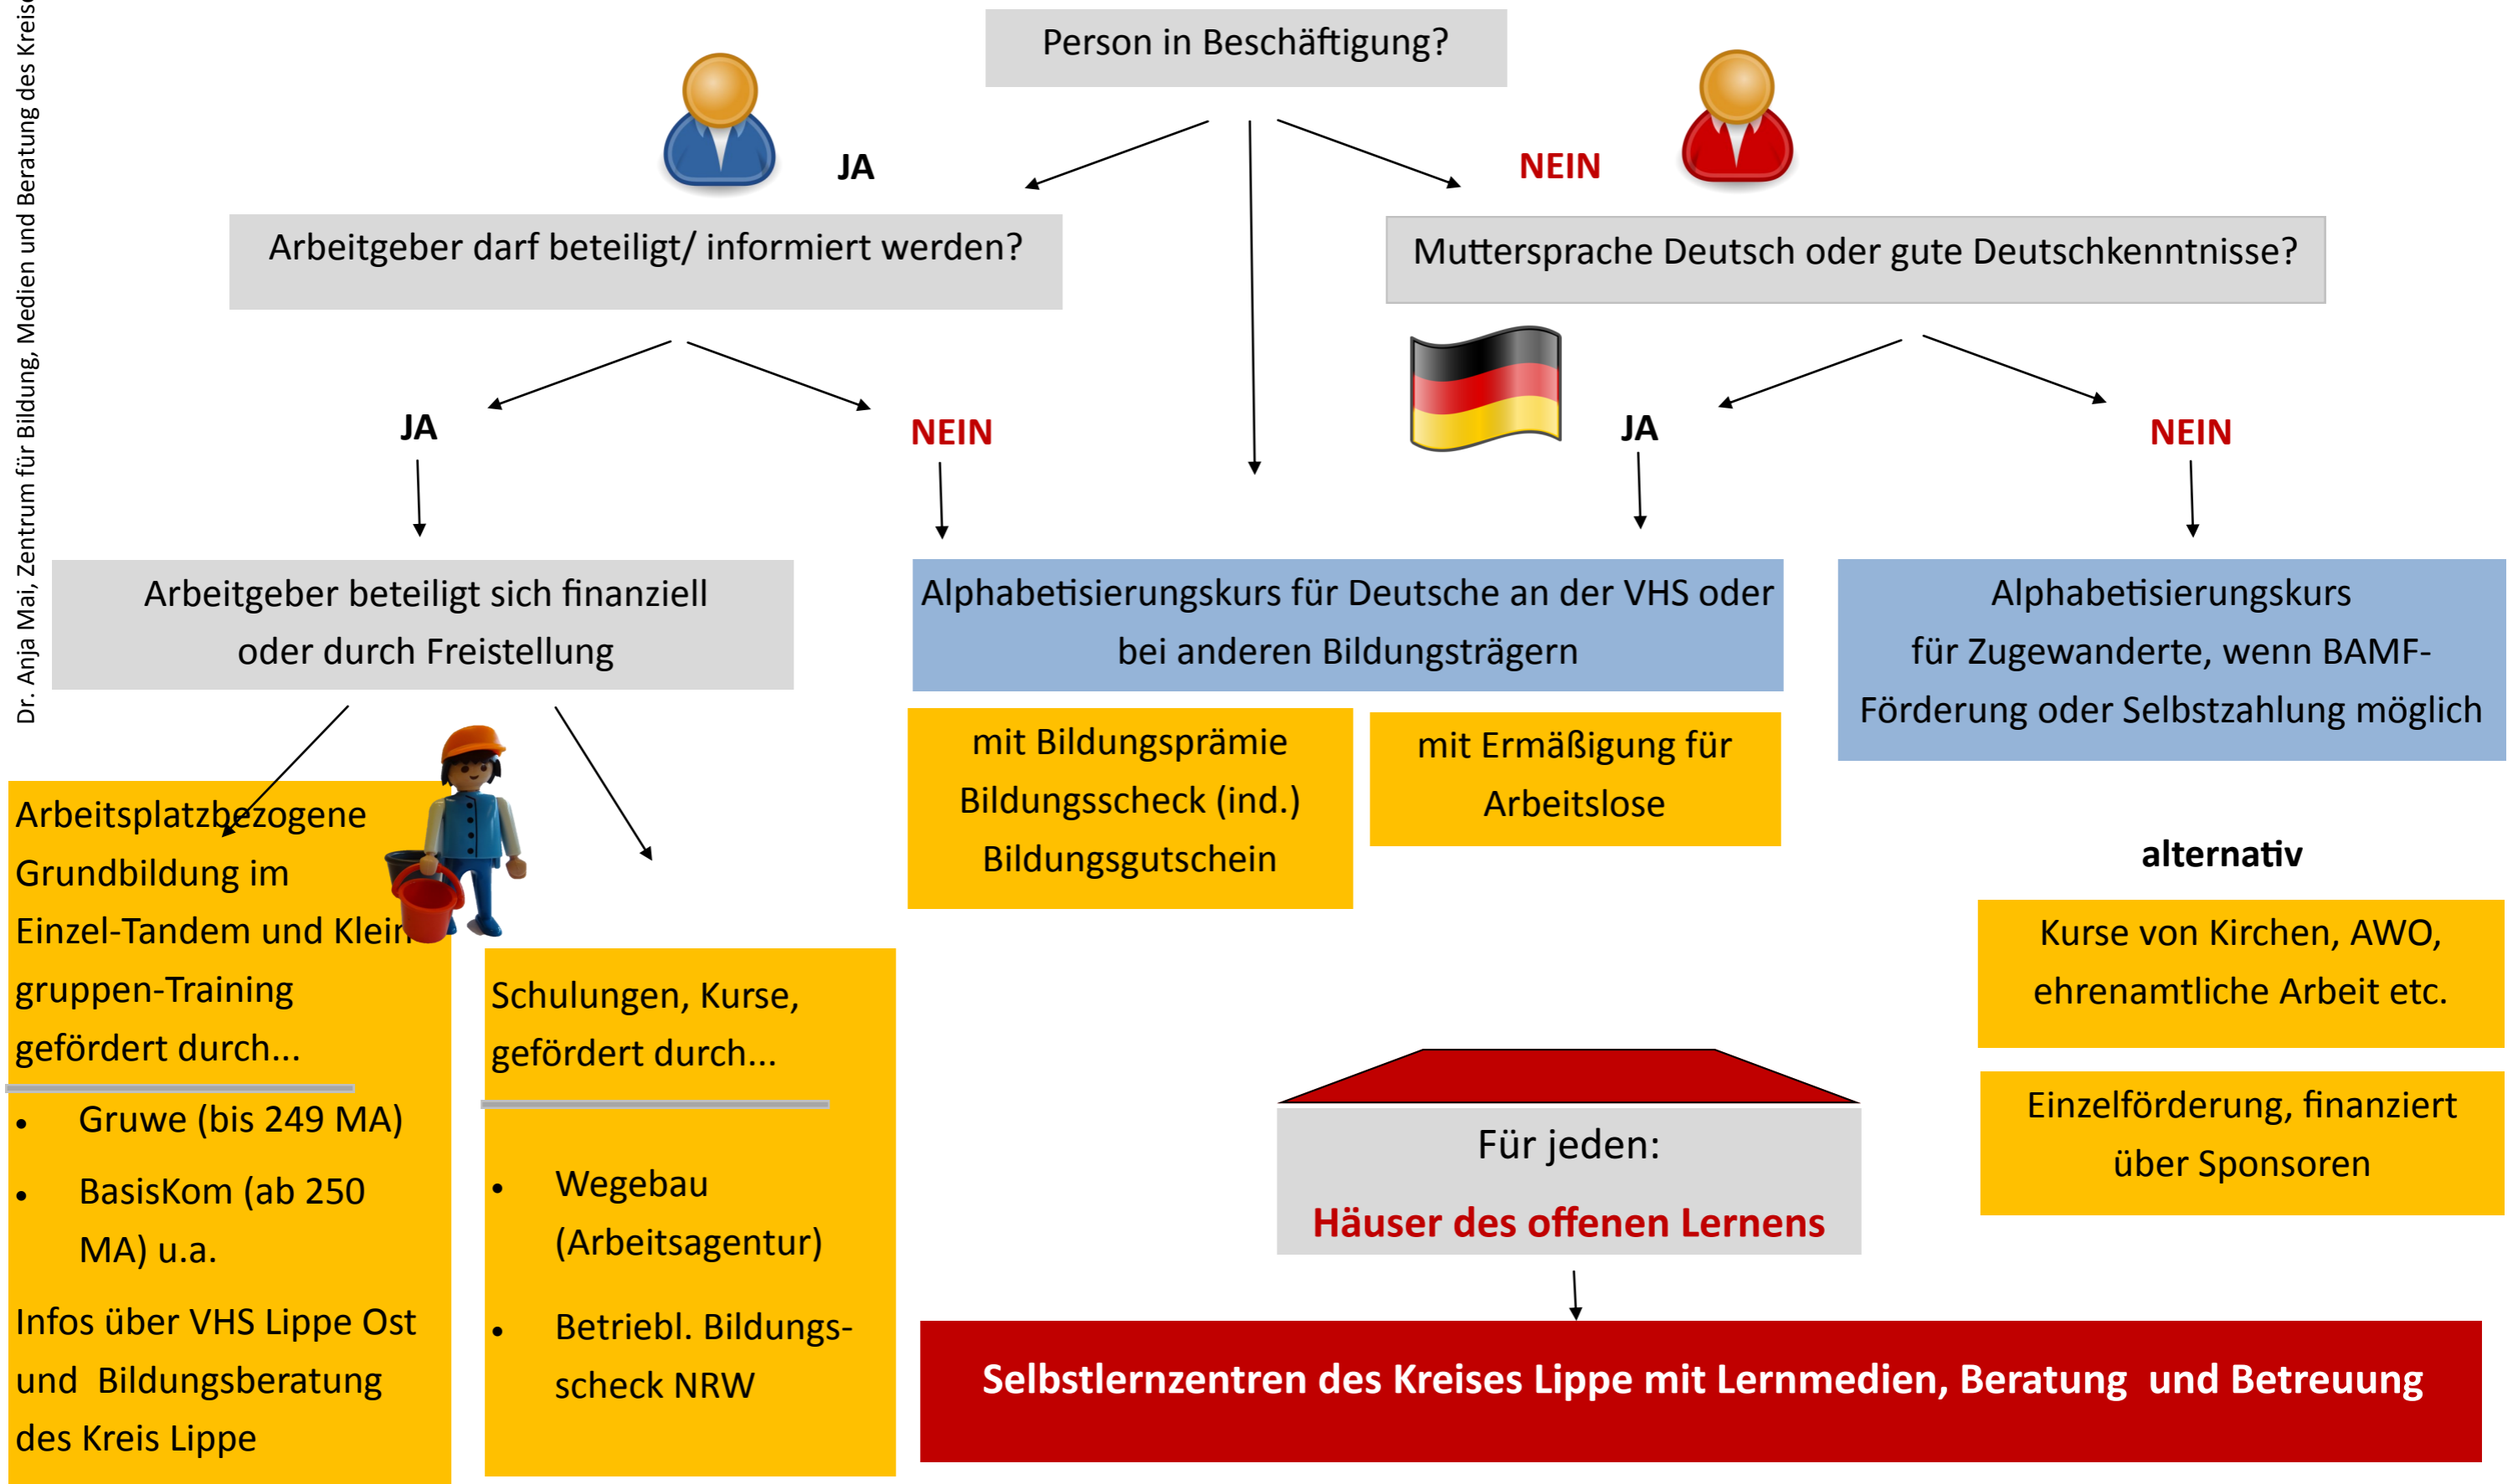 Dr. Anja Mai, Zentrum für Bildung, Medien und Beratung des
Person in Beschäftigung?
JA
NEIN
Arbeitgeber darf beteiligt/ informiert werden?
Muttersprache Deutsch oder gute Deutschkenntnisse?
JA
NEIN
JA
NEIN
Arbeitgeber beteiligt sich finanziell
oder durch Freistellung
Alphabetisierungskurs für Deutsche an der VHS oder
bei anderen Bildungsträgern
Alphabetisierungskurs
für Zugewanderte, wenn BAMF-
Förderung oder Selbstzahlung möglich
mit Bildungsprämie
Bildungsscheck (ind.)
Bildungsgutschein
mit Ermäßigung für
Arbeitslose
alternativ
Kurse von Kirchen, AWO,
ehrenamtliche Arbeit etc.
Einzelförderung, finanziert
über Sponsoren
Arbeitsplatzbezogene
Grundbildung im
Einzel-Tandem und Klein
gruppen-Training
gefördert durch...
• Gruwe (bis 249 MA)
• BasisKom (ab 250
MA) u.a.
Infos über VHS Lippe Ost
und Bildungsberatung
des Kreis Lippe
Schulungen, Kurse,
gefördert durch...
• Wegebau
(Arbeitsagentur)
• Betriebl. Bildungs-
scheck NRW
Für jeden:
Häuser des offenen Lernens
Selbstlernzentren des Kreises Lippe mit Lernmedien, Beratung und Betreuung